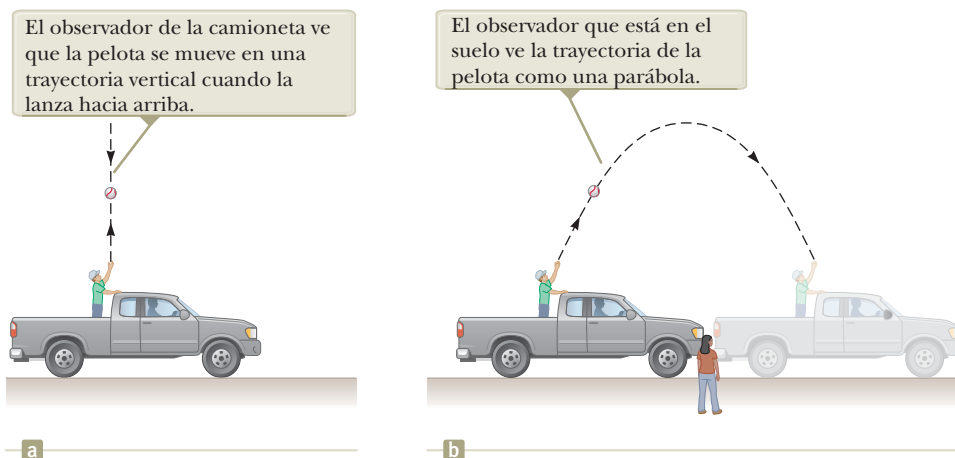 El observador de la camioneta ve
que la pelota se mueve en una
trayectoria vertical cuando la
lanza hacia arriba.
El observador que está en el
suelo ve la trayectoria de la
pelota como una parábola.
a
b